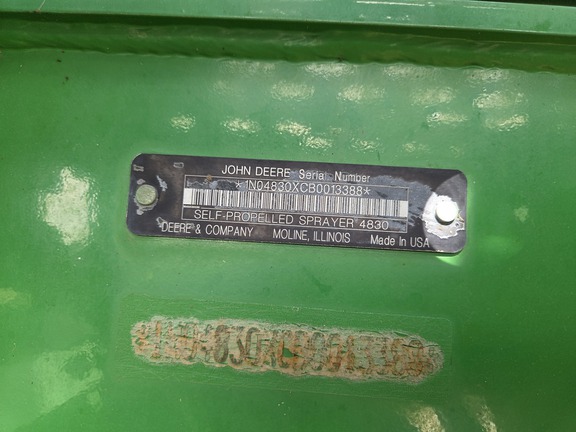 JOHN DEERE Serial Number
*1N04830XCB0013388*
SELF-PROPELLED SPRAYER 4830
DEERE & COMPANY MOLINE, ILLINOIS Made In USA